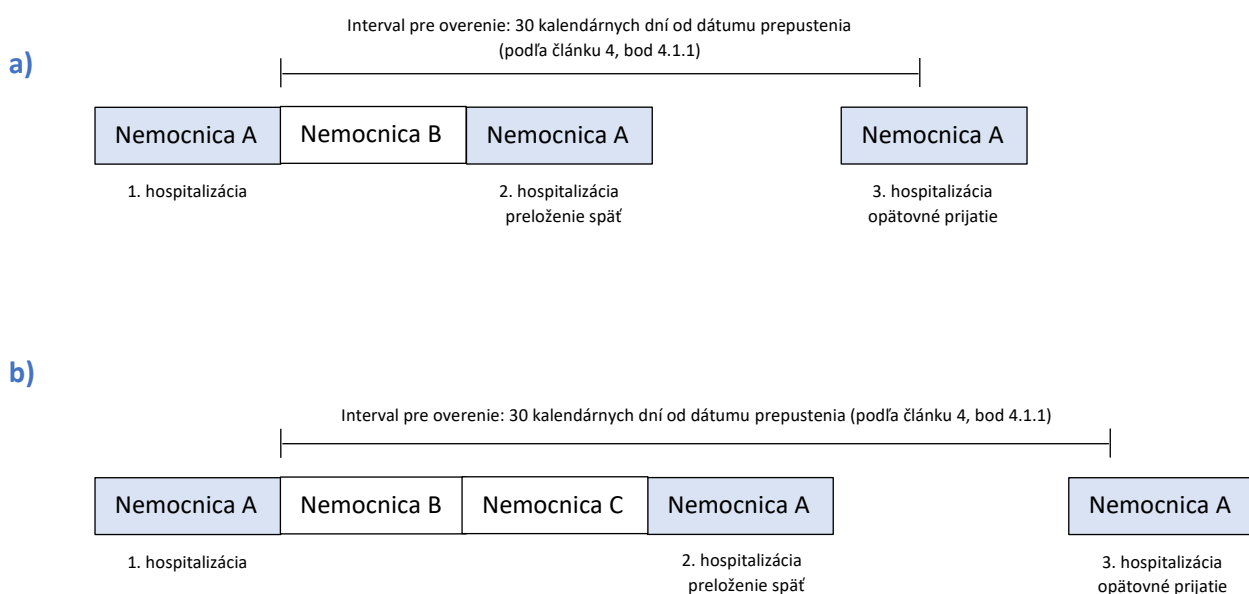 Interval pre overenie: 30 kalendárnych dní od dátumu prepustenia
(podľa článku 4, bod 4.1.1)
a)
Nemocnica A
Nemocnica B
Nemocnica A
Nemocnica A
1. hospitalizácia
2. hospitalizácia
preloženie späť
3. hospitalizácia
opätovné prijatie
b)
Interval pre overenie: 30 kalendárnych dní od dátumu prepustenia (podľa článku 4, bod 4.1.1)
Nemocnica A
Nemocnica B
Nemocnica C
Nemocnica A
Nemocnica A
1. hospitalizácia
2. hospitalizácia
preloženie späť
3. hospitalizácia
opätovné prijatie